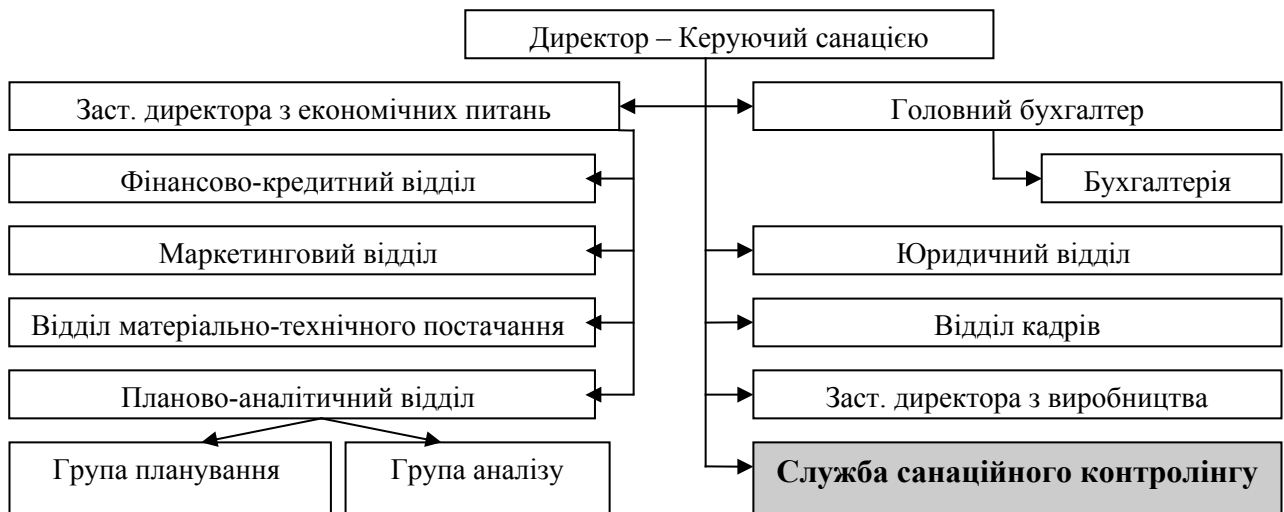 Директор – Керуючий санацією
Заст. директора з економічних питань
Головний бухгалтер
Фінансово-кредитний відділ
Бухгалтерія
Маркетинговий відділ
Юридичний відділ
Відділ матеріально-технічного постачання
Відділ кадрів
Планово-аналітичний відділ
Заст. директора з виробництва
Група планування
Група аналізу
Служба санаційного контролінгу